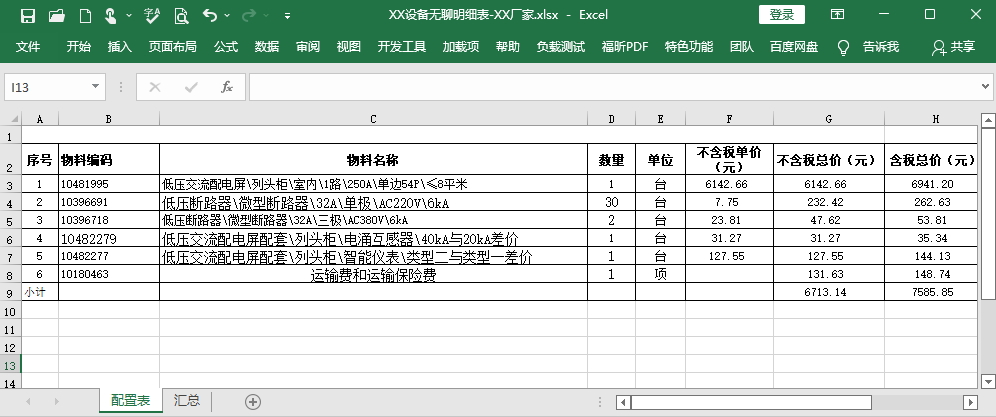 XX设备无聊明细表-XX厂家.xlsx - Excel 登录
文件 开始 插入 页面布局 公式 数据 审阅 视图 开发工具 加载项 帮助 负载测试 福昕PDF 特色功能 团队 百度网盘 告诉我 共享
I13 fx
A B C D E F G H
1
2 序号 物料编码 物料名称 数量 单位 不含税单价（元） 不含税总价（元） 含税总价（元）
3 1 10481995 低压交流配电屏\列头柜\室内\1路\250A\单边54P\≤8平米 1 台 6142.66 6142.66 6941.20
4 2 10396691 低压断路器\微型断路器\32A\单极\AC220V\6kA 30 台 7.75 232.42 262.63
5 3 10396718 低压断路器\微型断路器\32A\三极\AC380V\6kA 2 台 23.81 47.62 53.81
6 4 10482279 低压交流配电屏配套\列头柜\电涌互感器\40kA与20kA差价 1 台 31.27 31.27 35.34
7 5 10482277 低压交流配电屏配套\列头柜\智能仪表\类型二与类型一差价 1 台 127.55 127.55 144.13
8 6 10180463 运输费和运输保险费 1 项 131.63 148.74
9 小计 6713.14 7585.85
10
11
12
13
14
配置表 汇总